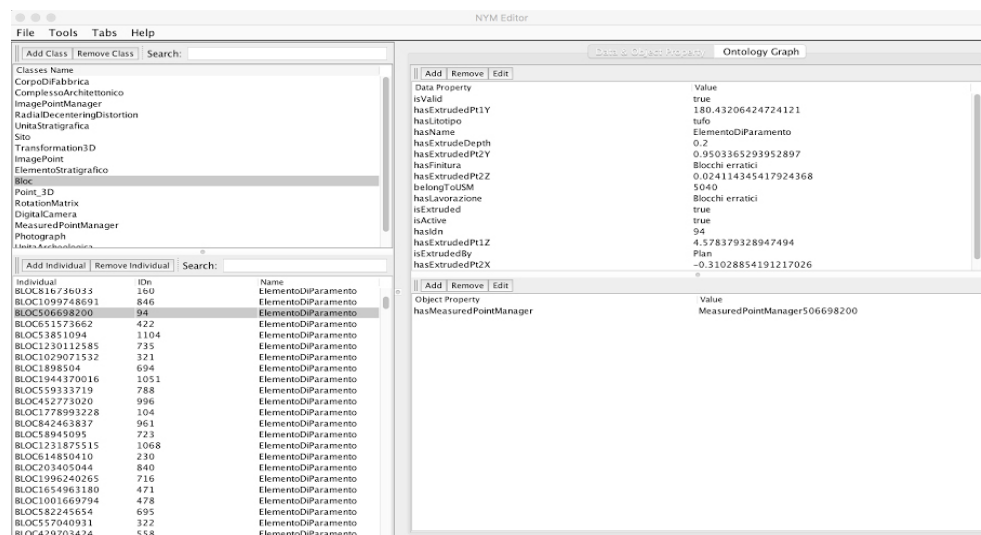 NYM Editor
File Tools Tabs Help
Add Class Remove Class Search:
Classes Name
CorpoDiFabbrica
ComplessoArchitettonico
ImagePointManager
RadialDecenteringDistortion
UnitaStratigrafica
Sito
Transformation3D
ImagePoint
ElementoStratigrafico
Bloc
Point_3D
RotationMatrix
DigitalCamera
MeasuredPointManager
Photograph
UnitaArcheologica
Add Individual Remove Individual Search:
Individual IDn Name
BLOC816736033 160 ElementoDiParamento
BLOC1099748691 846 ElementoDiParamento
BLOC506698200 94 ElementoDiParamento
BLOC651573662 422 ElementoDiParamento
BLOC53851094 1104 ElementoDiParamento
BLOC1230112585 735 ElementoDiParamento
BLOC1029071532 321 ElementoDiParamento
BLOC1898504 694 ElementoDiParamento
BLOC1944370016 1051 ElementoDiParamento
BLOC559333719 788 ElementoDiParamento
BLOC452773020 996 ElementoDiParamento
BLOC1778993228 104 ElementoDiParamento
BLOC842463837 961 ElementoDiParamento
BLOC58945095 723 ElementoDiParamento
BLOC1231875515 1068 ElementoDiParamento
BLOC614850410 230 ElementoDiParamento
BLOC203405044 840 ElementoDiParamento
BLOC1996240265 716 ElementoDiParamento
BLOC1654963180 471 ElementoDiParamento
BLOC1001669794 478 ElementoDiParamento
BLOC582245654 695 ElementoDiParamento
BLOC557040931 322 ElementoDiParamento
BLOC429703424 558 ElementoDiParamento
Data & Object Property Ontology Graph
Add Remove Edit
Data Property Value
isValid true
hasExtrudedPt1Y 180.43206424724121
hasLitotipo tufo
hasName ElementoDiParamento
hasExtrudeDepth 0.2
hasExtrudedPt2Y 0.9503365293952897
hasFinitura Blocchi erratici
hasExtrudedPt2Z 0.024114345417924368
belongToUSM 5040
hasLavorazione Blocchi erratici
isExtruded true
isActive true
hasIdn 94
hasExtrudedPt1Z 4.578379328947494
isExtrudedBy Plan
hasExtrudedPt2X -0.31028854191217026
Add Remove Edit
Object Property Value
hasMeasuredPointManager MeasuredPointManager506698200